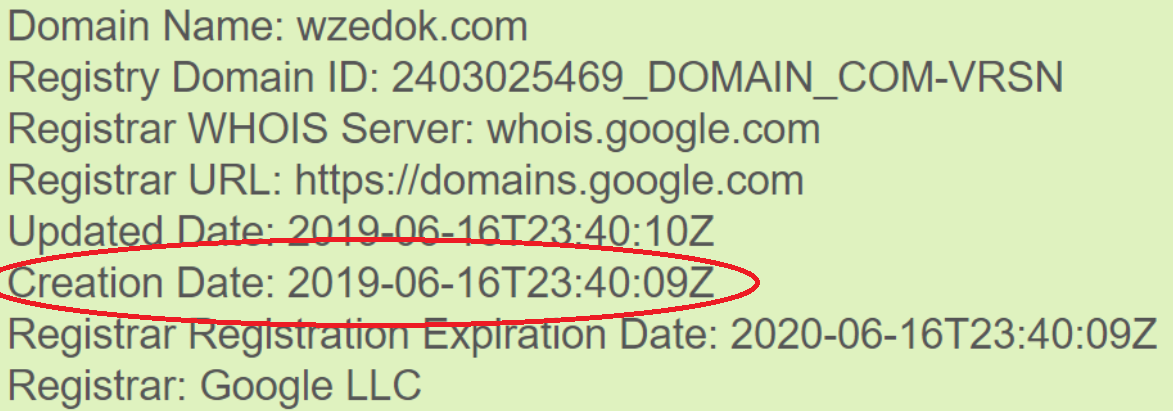 Domain Name: wzedok.com
Registry Domain ID: 2403025469_DOMAIN_COM-VRSN
Registrar WHOIS Server: whois.google.com
Registrar URL: https://domains.google.com
Updated Date: 2019-06-16T23:40:10Z
Creation Date: 2019-06-16T23:40:09Z
Registrar Registration Expiration Date: 2020-06-16T23:40:09Z
Registrar: Google LLC